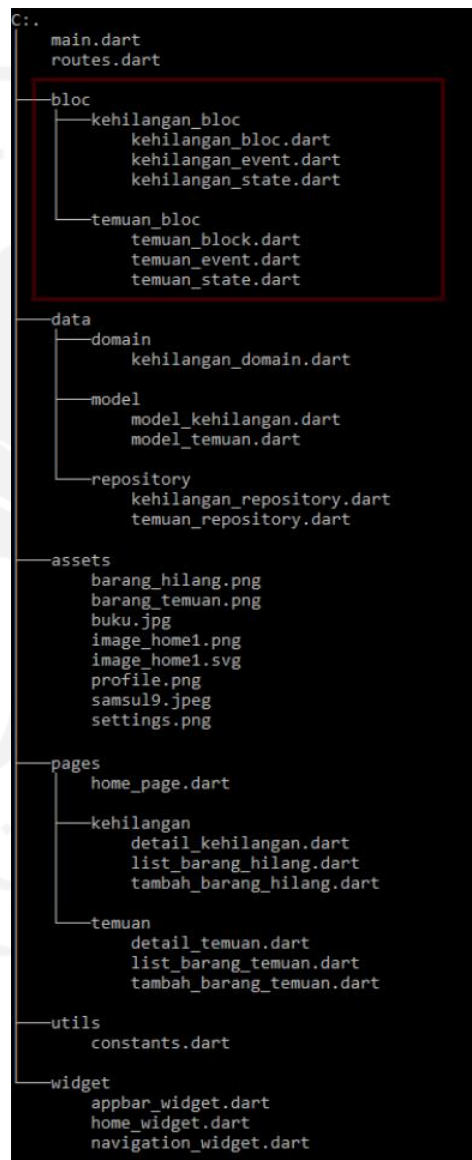 C:.
main.dart
routes.dart
bloc
kehilangan_bloc
kehilangan_bloc.dart
kehilangan_event.dart
kehilangan_state.dart
temuan_bloc
temuan_block.dart
temuan_event.dart
temuan_state.dart
data
domain
kehilangan_domain.dart
model
model_kehilangan.dart
model_temuan.dart
repository
kehilangan_repository.dart
temuan_repository.dart
assets
barang_hilang.png
barang_temuan.png
buku.jpg
image_home1.png
image_home1.svg
profile.png
samsul9.jpeg
settings.png
pages
home_page.dart
kehilangan
detail_kehilangan.dart
list_barang_hilang.dart
tambah_barang_hilang.dart
temuan
detail_temuan.dart
list_barang_temuan.dart
tambah_barang_temuan.dart
utils
constants.dart
widget
appbar_widget.dart
home_widget.dart
navigation_widget.dart